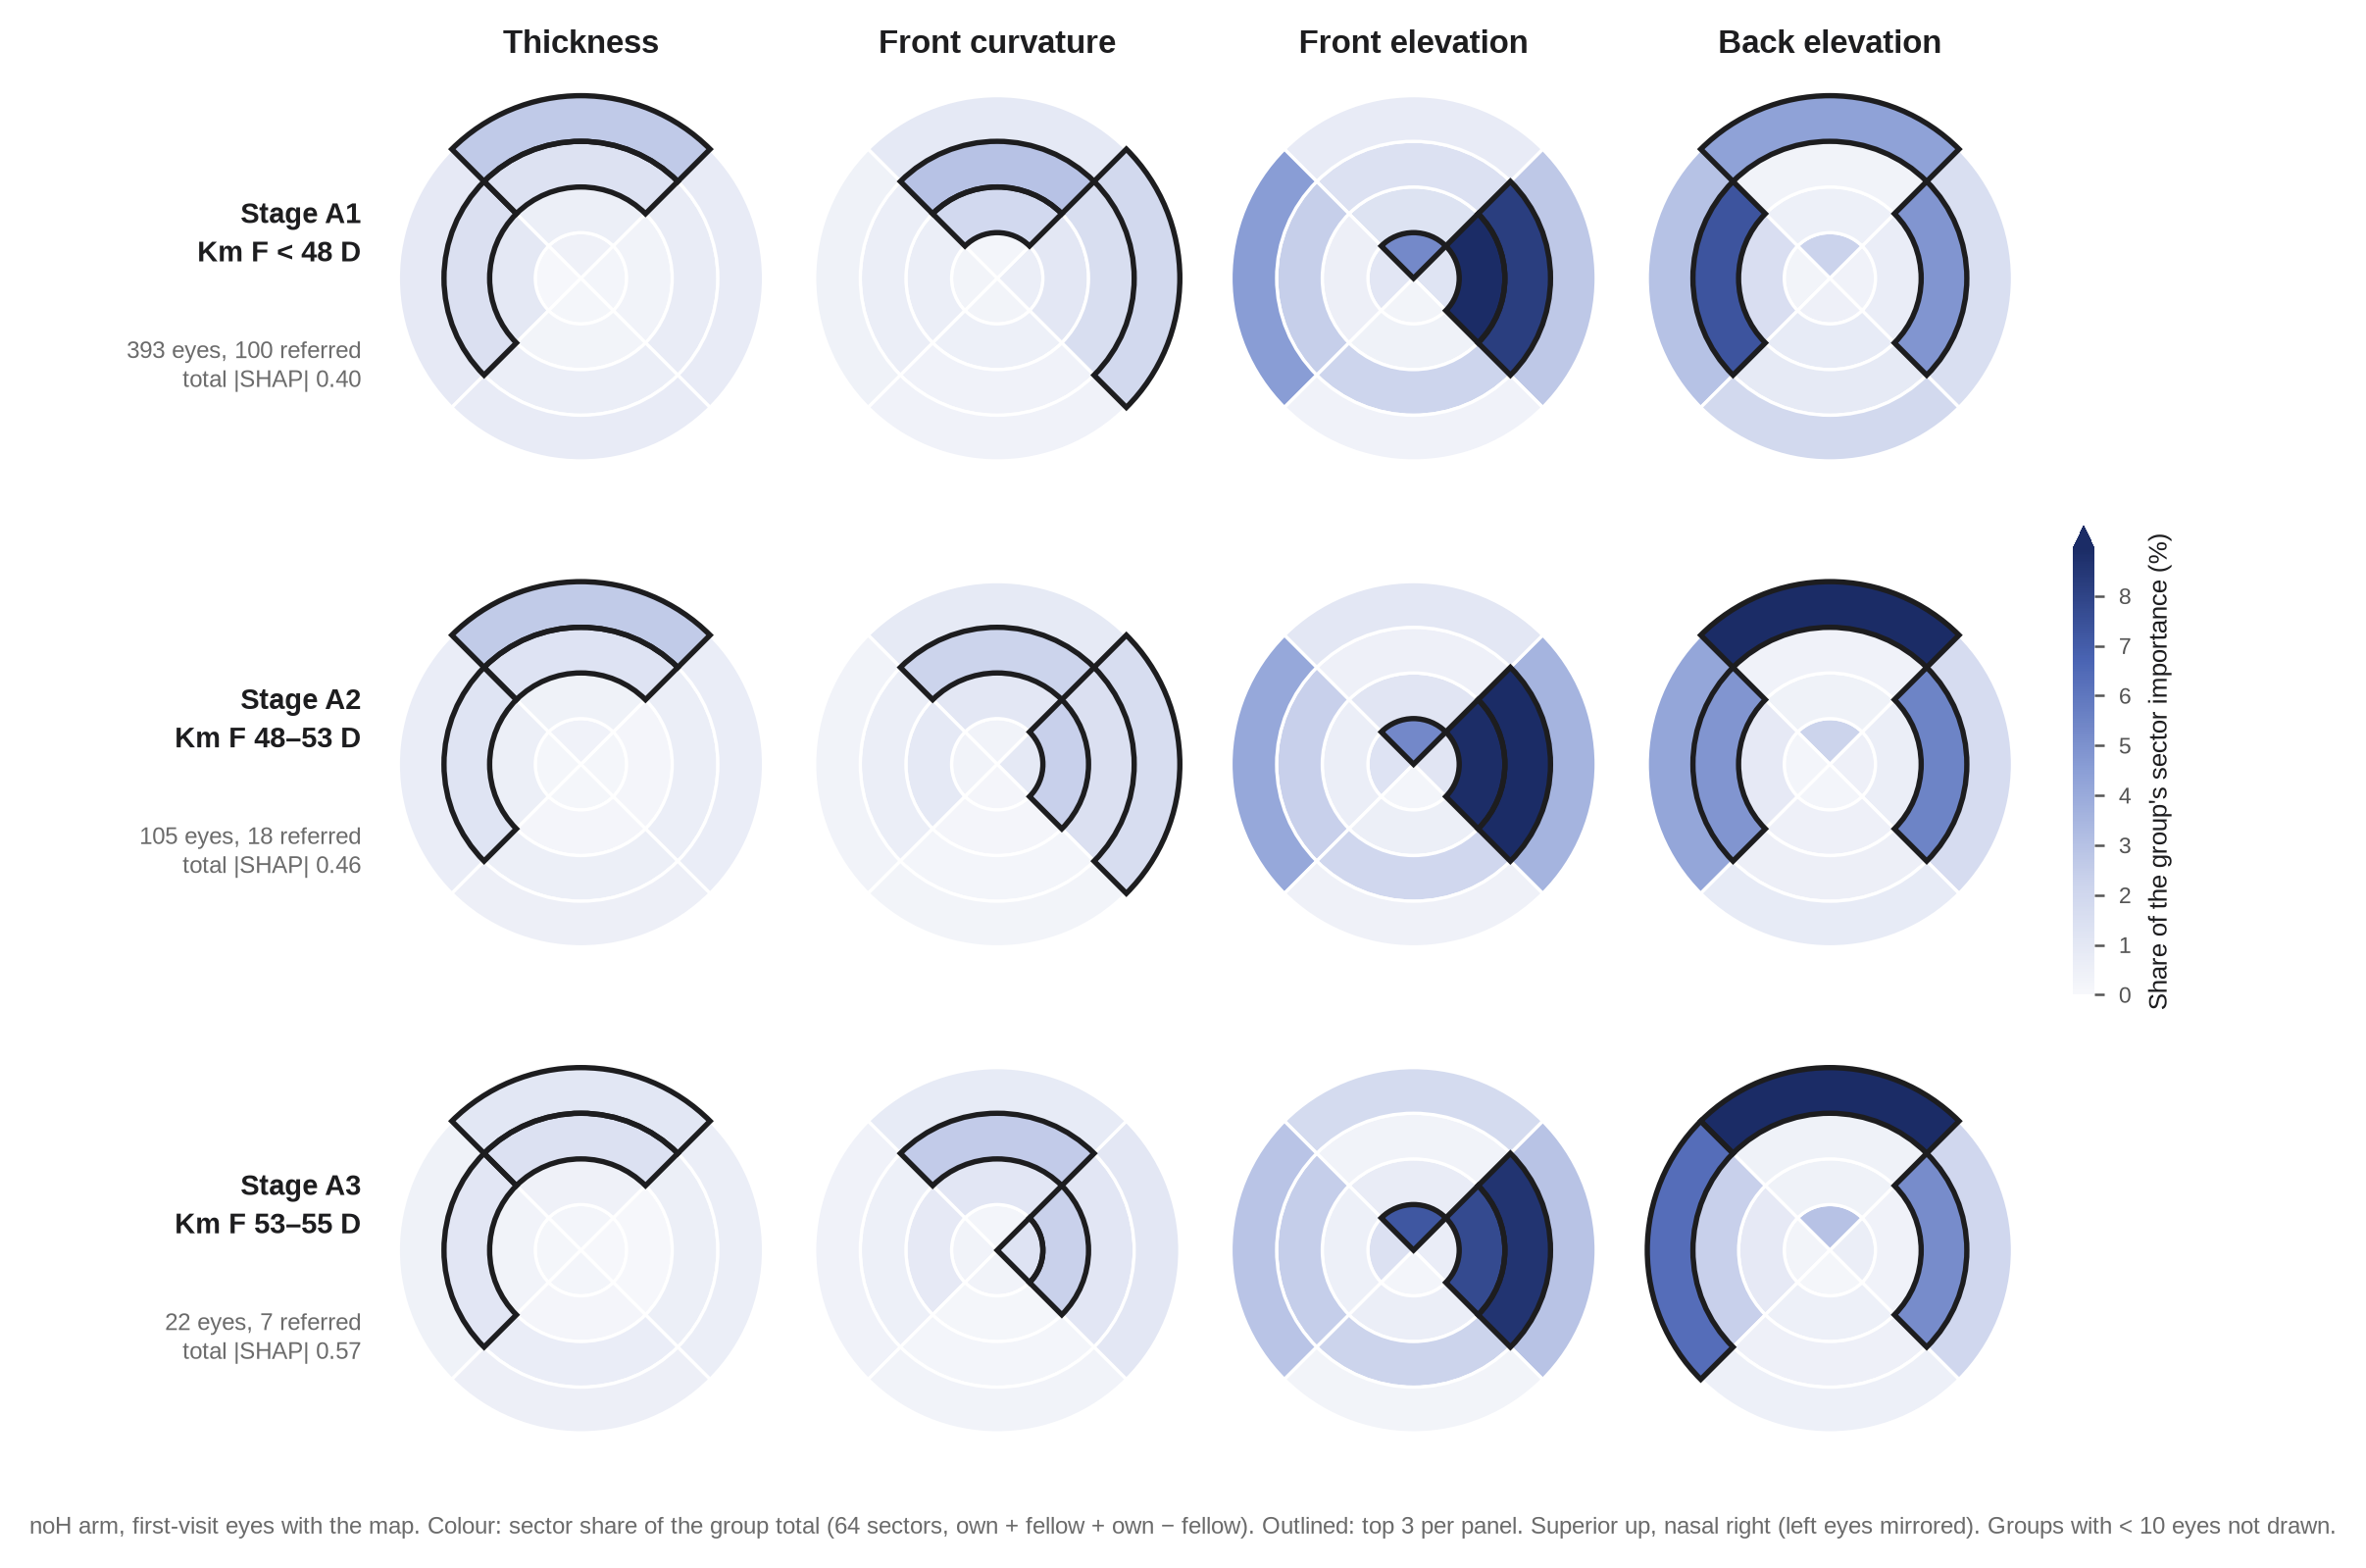 Thickness
Front curvature
Front elevation
Back elevation
Stage A1
Km F < 48 D
393 eyes, 100 referred
total |SHAP| 0.40
Stage A2
Km F 48–53 D
105 eyes, 18 referred
total |SHAP| 0.46
Stage A3
Km F 53–55 D
22 eyes, 7 referred
total |SHAP| 0.57
8
7
6
5
4
3
2
1
0
Share of the group's sector importance (%)
noH arm, first-visit eyes with the map. Colour: sector share of the group total (64 sectors, own + fellow + own − fellow). Outlined: top 3 per panel. Superior up, nasal right (left eyes mirrored). Groups with < 10 eyes not drawn.